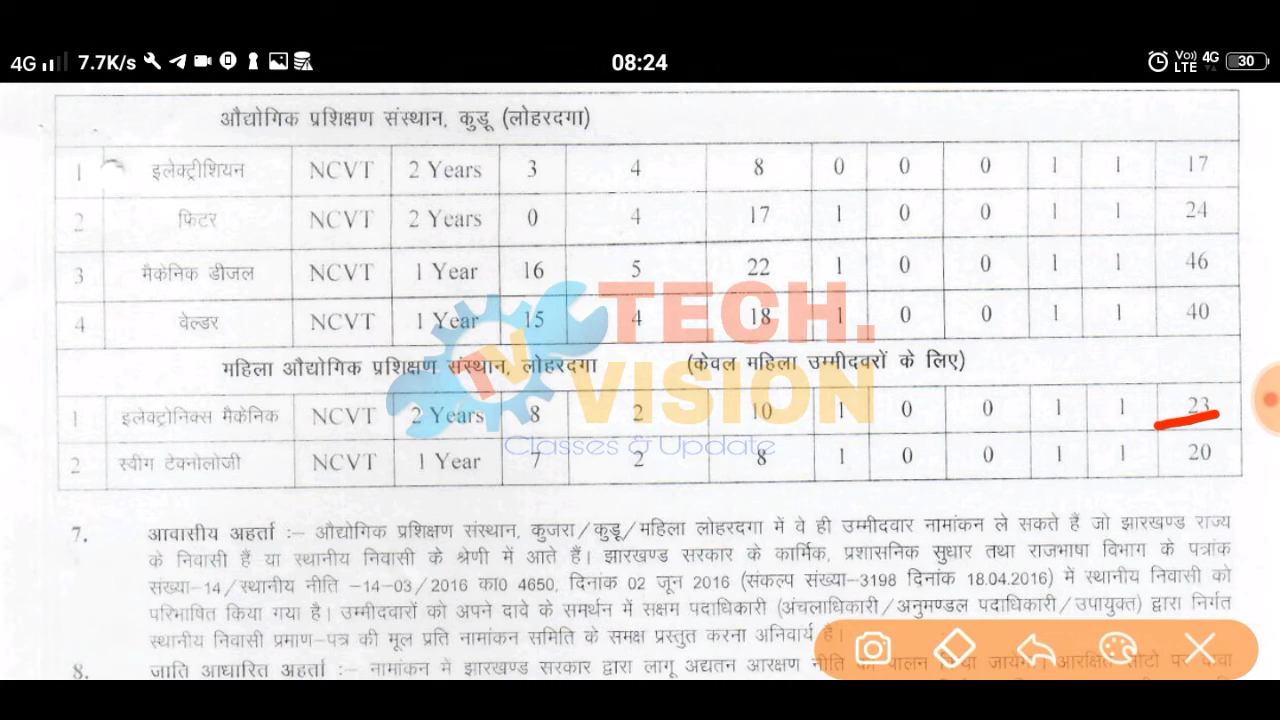 4G 7.7K/s 08:24 Vo)) LTE 4G 30
औद्योगिक प्रशिक्षण संस्थान, कुडू (लोहरदगा)
1 इलेक्ट्रीशियन NCVT 2 Years 3 4 8 0 0 0 1 1 17
2 फिटर NCVT 2 Years 0 4 17 1 0 0 1 1 24
3 मैकेनिक डीजल NCVT 1 Year 16 5 22 1 0 0 1 1 46
4 वेल्डर NCVT 1 Year 15 4 18 1 0 0 1 1 40
TECH.
महिला औद्योगिक प्रशिक्षण संस्थान, लोहरदगा (केवल महिला उम्मीदवरों के लिए)
TV VISION
1 इलेक्ट्रोनिक्स मैकेनिक NCVT 2 Years 8 2 10 1 0 0 1 1 23
Classes & Update
2 स्वींग टेक्नोलोजी NCVT 1 Year 7 2 8 1 0 0 1 1 20
7. आवासीय अहर्ता :– औद्योगिक प्रशिक्षण संस्थान, कुजरा/कुडू/महिला लोहरदगा में वे ही उम्मीदवार नामांकन ले सकते हैं जो झारखण्ड राज्य
के निवासी हैं या स्थानीय निवासी के श्रेणी में आते हैं। झारखण्ड सरकार के कार्मिक, प्रशासनिक सुधार तथा राजभाषा विभाग के पत्रांक
संख्या–14/स्थानीय नीति –14-03/2016 का0 4650, दिनांक 02 जून 2016 (संकल्प संख्या–3198 दिनांक 18.04.2016) में स्थानीय निवासी को
परिभाषित किया गया है। उम्मीदवारों को अपने दावे के समर्थन में सक्षम पदाधिकारी (अंचलाधिकारी/अनुमण्डल पदाधिकारी/उपायुक्त) द्वारा निर्गत
स्थानीय निवासी प्रमाण–पत्र की मूल प्रति नामांकन समिति के समक्ष प्रस्तुत करना अनिवार्य है।
8. जाति आधारित अहर्ता :– नामांकन में झारखण्ड सरकार द्वारा लागू अद्यतन आरक्षण नीति